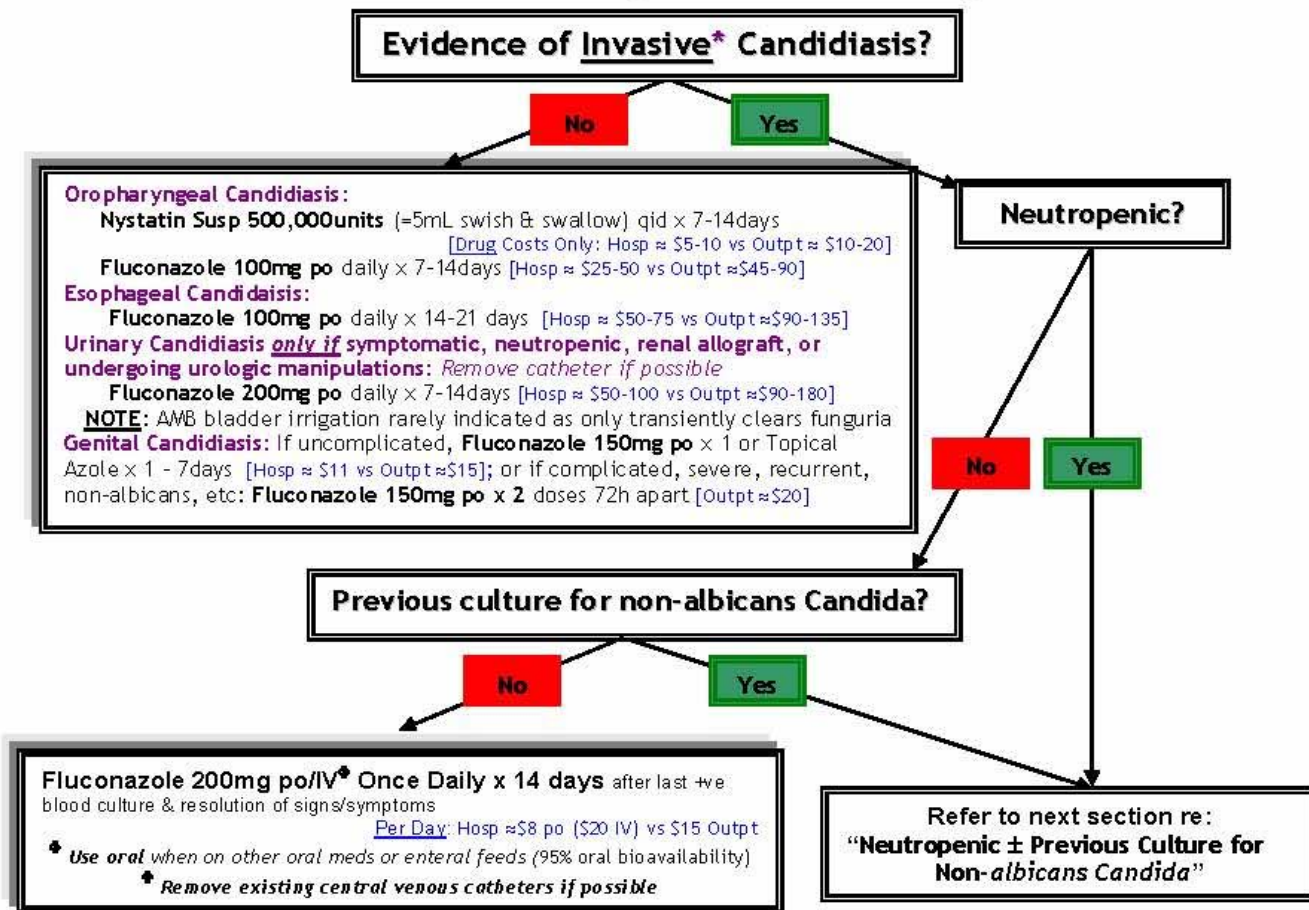 Evidence of Invasive* Candidiasis?
No
Yes
Oropharyngeal Candidiasis:
Nystatin Susp 500,000units (=5mL swish & swallow) qid x 7-14days
[Drug Costs Only: Hosp ≈ $5-10 vs Outpt ≈ $10-20]
Fluconazole 100mg po daily x 7-14days [Hosp ≈ $25-50 vs Outpt ≈$45-90]
Esophageal Candidaisis:
Fluconazole 100mg po daily x 14-21 days [Hosp ≈ $50-75 vs Outpt ≈$90-135]
Urinary Candidiasis only if symptomatic, neutropenic, renal allograft, or
undergoing urologic manipulations: Remove catheter if possible
Fluconazole 200mg po daily x 7-14days [Hosp ≈ $50-100 vs Outpt ≈$90-180]
NOTE: AMB bladder irrigation rarely indicated as only transiently clears funguria
Genital Candidiasis: If uncomplicated, Fluconazole 150mg po x 1 or Topical
Azole x 1 - 7days [Hosp ≈ $11 vs Outpt ≈$15]; or if complicated, severe, recurrent,
non-albicans, etc: Fluconazole 150mg po x 2 doses 72h apart [Outpt ≈$20]
Neutropenic?
No
Yes
Previous culture for non-albicans Candida?
No
Yes
Fluconazole 200mg po/IV♣ Once Daily x 14 days after last +ve
blood culture & resolution of signs/symptoms
Per Day: Hosp ≈$8 po ($20 IV) vs $15 Outpt
♣ Use oral when on other oral meds or enteral feeds (95% oral bioavailability)
♣ Remove existing central venous catheters if possible
Refer to next section re:
“Neutropenic ± Previous Culture for
Non-albicans Candida”